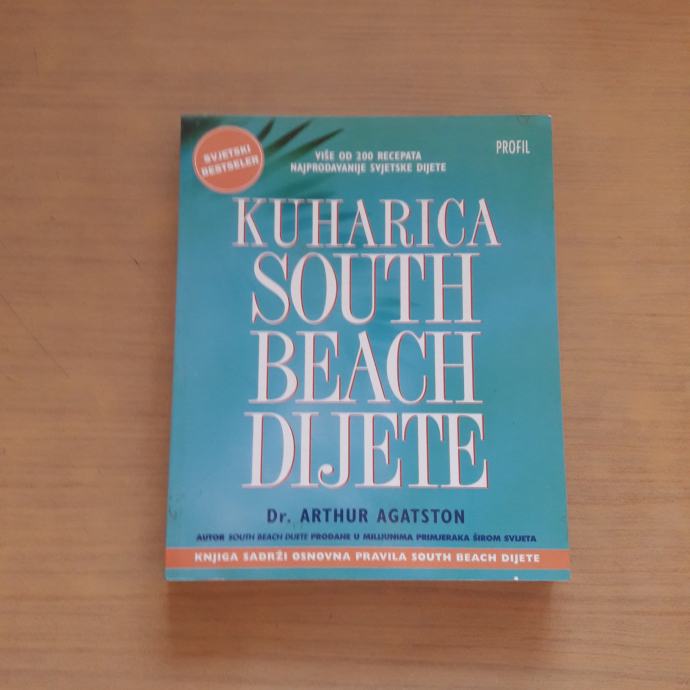 SVJETSKI
BESTSELER
VIŠE OD 200 RECEPATA
NAJPRODAVANIJE SVJETSKE DIJETE
PROFIL
KUHARICA
SOUTH
BEACH
DIJETE
Dr. ARTHUR AGATSTON
AUTOR SOUTH BEACH DIJETE PRODANE U MILIJUNIMA PRIMJERAKA ŠIROM SVIJETA
KNJIGA SADRŽI OSNOVNA PRAVILA SOUTH BEACH DIJETE